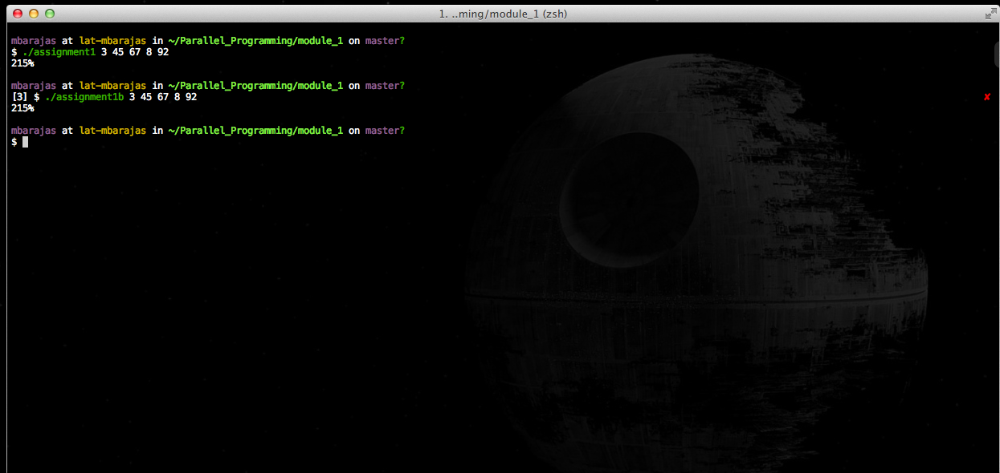 1. ..ming/module_1 (zsh)
mbarajas at lat-mbarajas in ~/Parallel_Programming/module_1 on master?
$ ./assignment1 3 45 67 8 92
215%
mbarajas at lat-mbarajas in ~/Parallel_Programming/module_1 on master?
[3] $ ./assignment1b 3 45 67 8 92 ✘
215%
mbarajas at lat-mbarajas in ~/Parallel_Programming/module_1 on master?
$